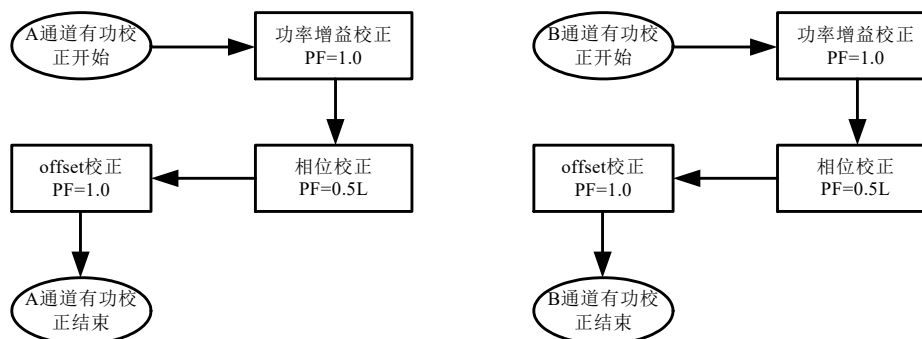 A通道有功校
正开始
功率增益校正
PF=1.0
相位校正
PF=0.5L
offset校正
PF=1.0
A通道有功校
正结束
B通道有功校
正开始
功率增益校正
PF=1.0
相位校正
PF=0.5L
offset校正
PF=1.0
B通道有功校
正结束